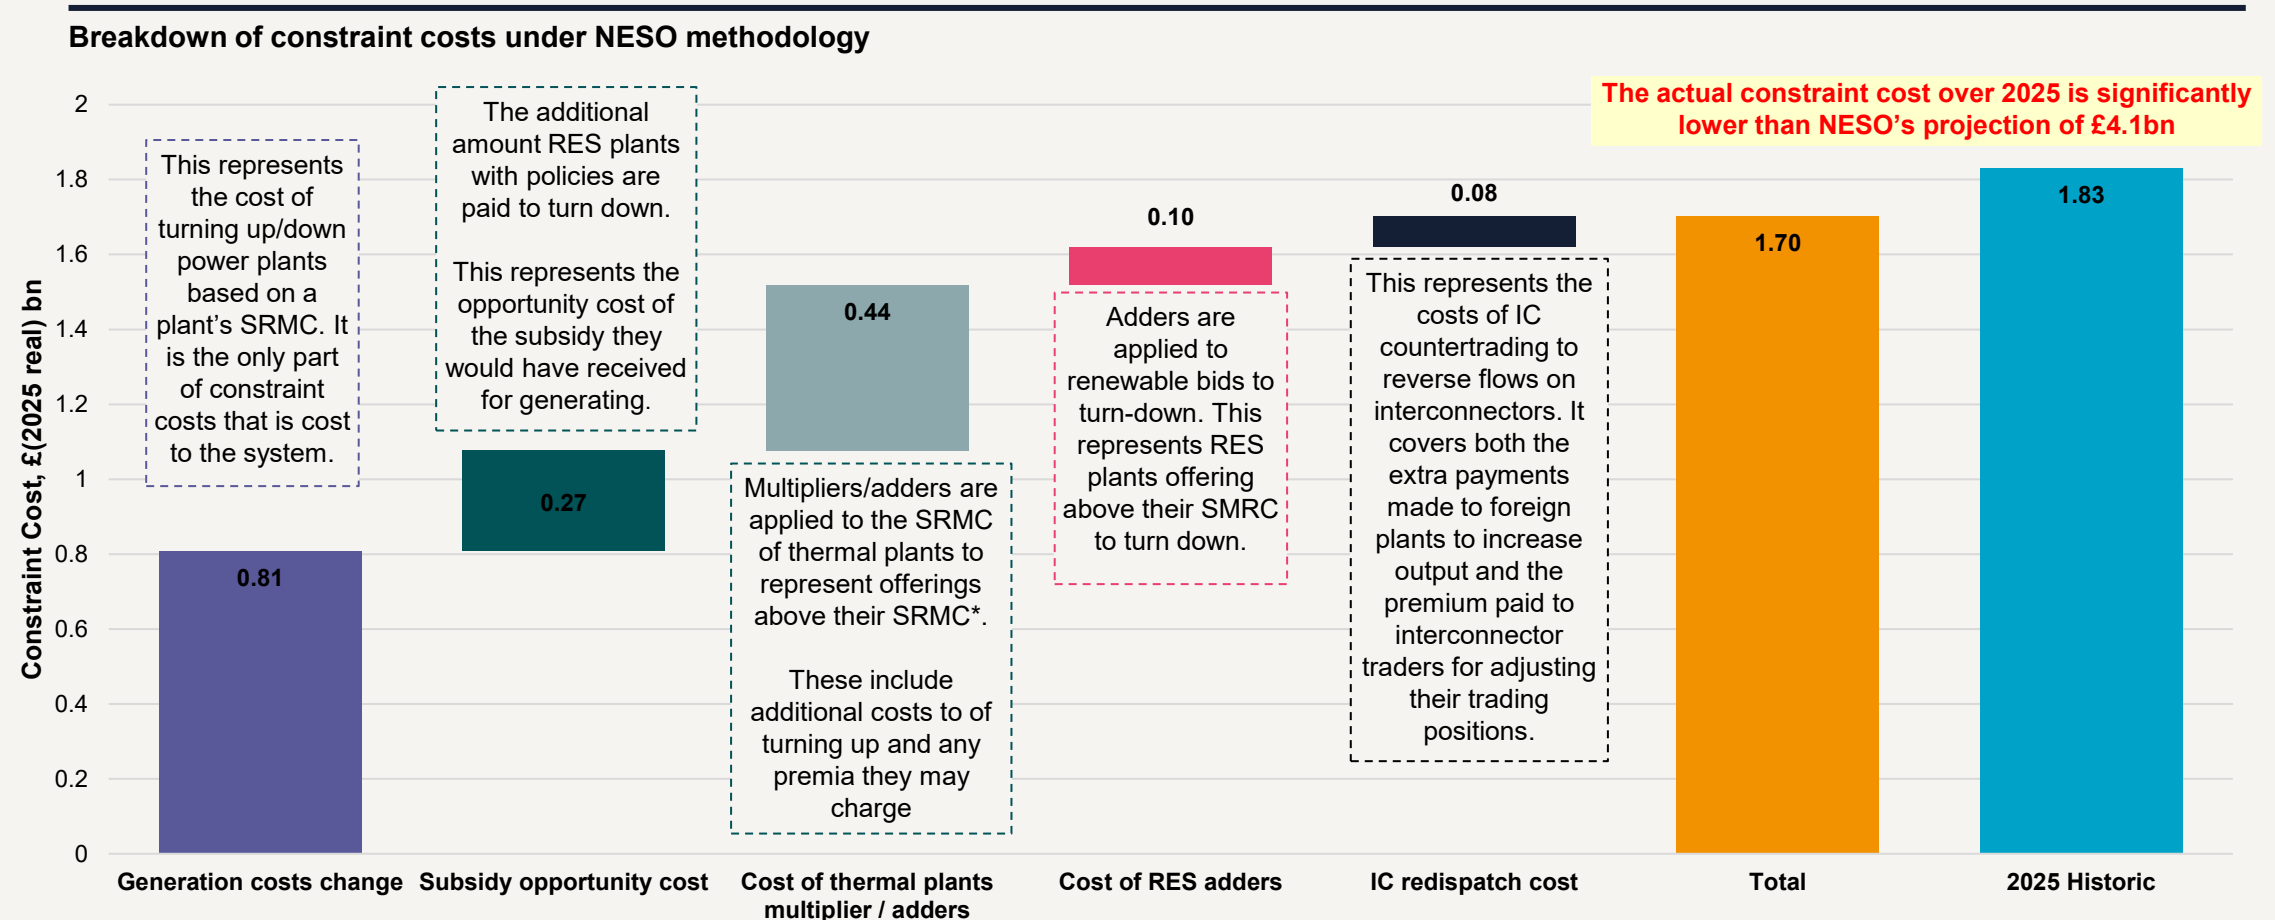 Breakdown of constraint costs under NESO methodology
The actual constraint cost over 2025 is significantly
lower than NESO’s projection of £4.1bn
Constraint Cost, £(2025 real) bn
2
1.8
1.6
1.4
1.2
1
0.8
0.6
0.4
0.2
0
This represents
the cost of
turning up/down
power plants
based on a
plant’s SRMC. It
is the only part
of constraint
costs that is cost
to the system.
0.81
The additional
amount RES plants
with policies are
paid to turn down.
This represents the
opportunity cost of
the subsidy they
would have received
for generating.
0.27
0.44
Multipliers/adders are
applied to the SRMC
of thermal plants to
represent offerings
above their SRMC*.
These include
additional costs to of
turning up and any
premia they may
charge
0.10
Adders are
applied to
renewable bids to
turn-down. This
represents RES
plants offering
above their SMRC
to turn down.
0.08
This represents the
costs of IC
countertrading to
reverse flows on
interconnectors. It
covers both the
extra payments
made to foreign
plants to increase
output and the
premium paid to
interconnector
traders for adjusting
their trading
positions.
1.70
1.83
Generation costs change
Subsidy opportunity cost
Cost of thermal plants
multiplier / adders
Cost of RES adders
IC redispatch cost
Total
2025 Historic